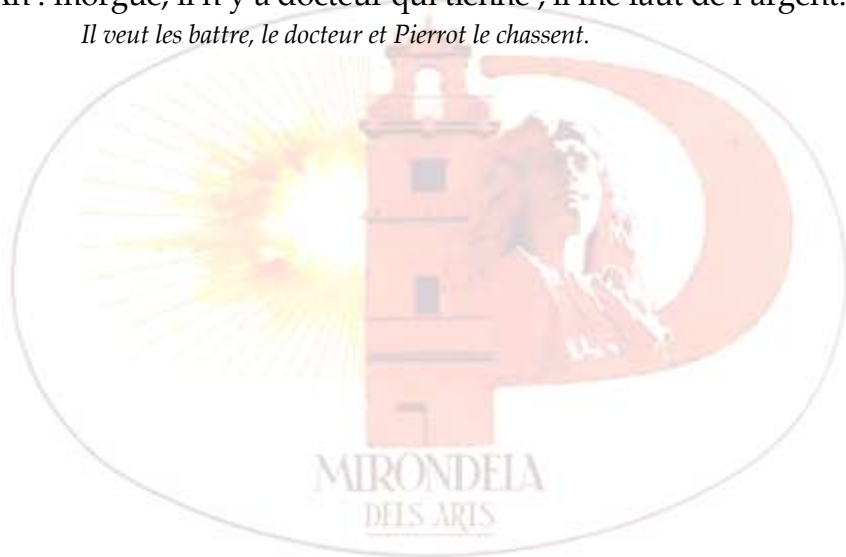 morgué, il n'y a docteur qui tienne ; il me faut de l'argent.
Il veut les battre, le docteur et Pierrot le chassent.
MIRONDELA
DELS ARTS